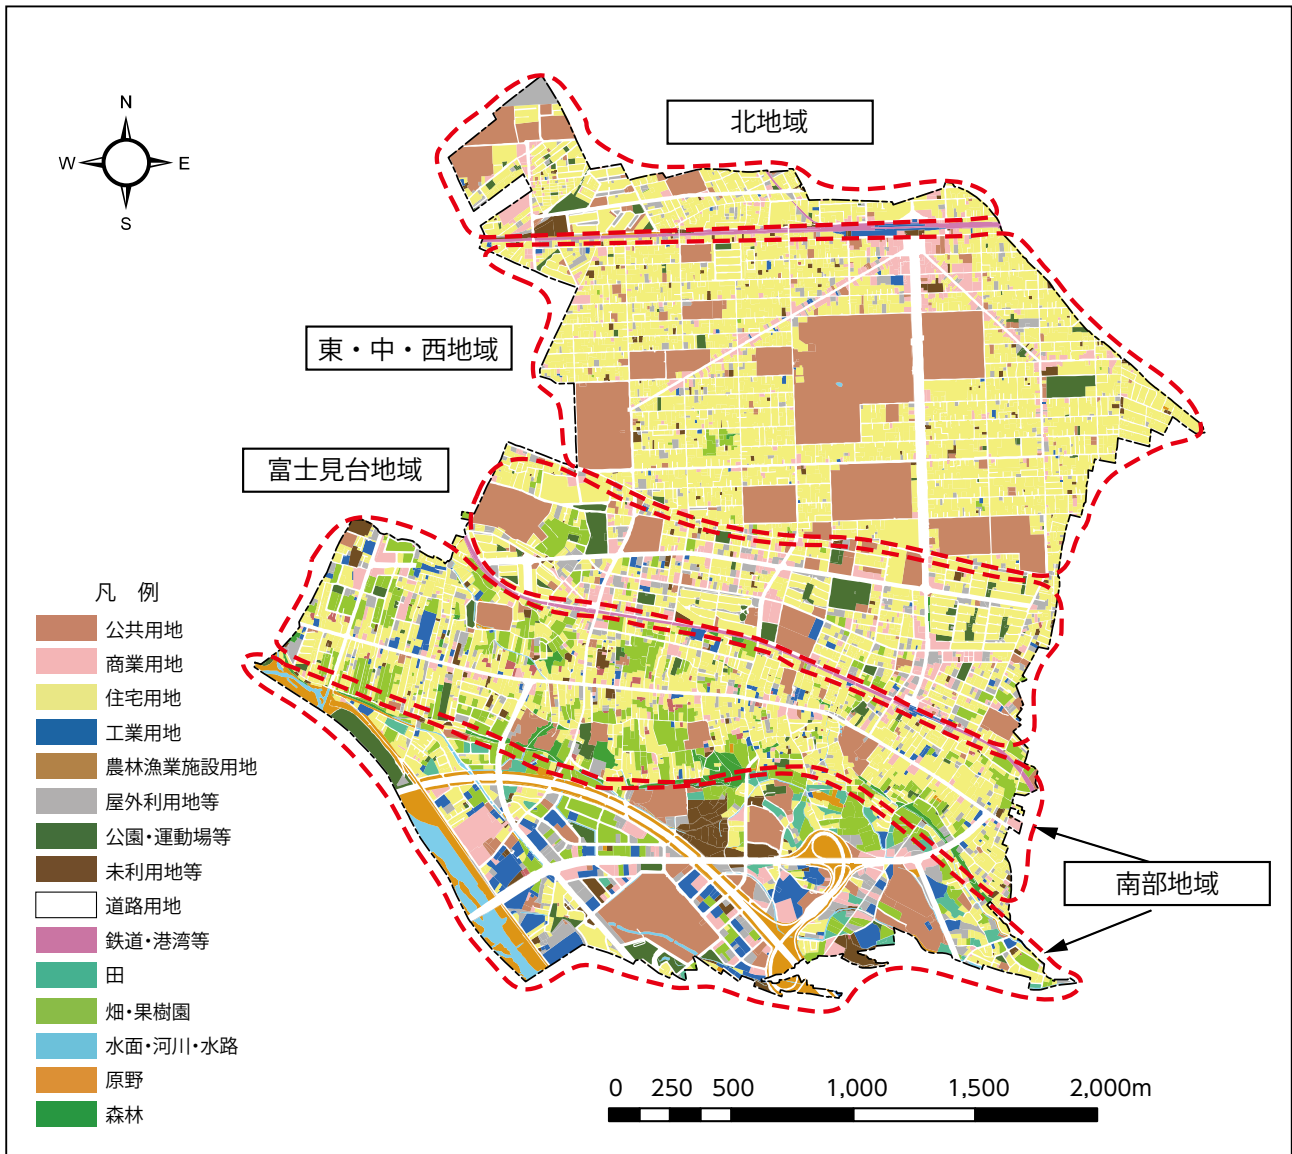 N
W E
S
北地域
東・中・西地域
富士見台地域
南部地域
凡 例
公共用地
商業用地
住宅用地
工業用地
農林漁業施設用地
屋外利用地等
公園・運動場等
未利用地等
道路用地
鉄道・港湾等
田
畑・果樹園
水面・河川・水路
原野
森林
0 250 500 1,000 1,500 2,000m